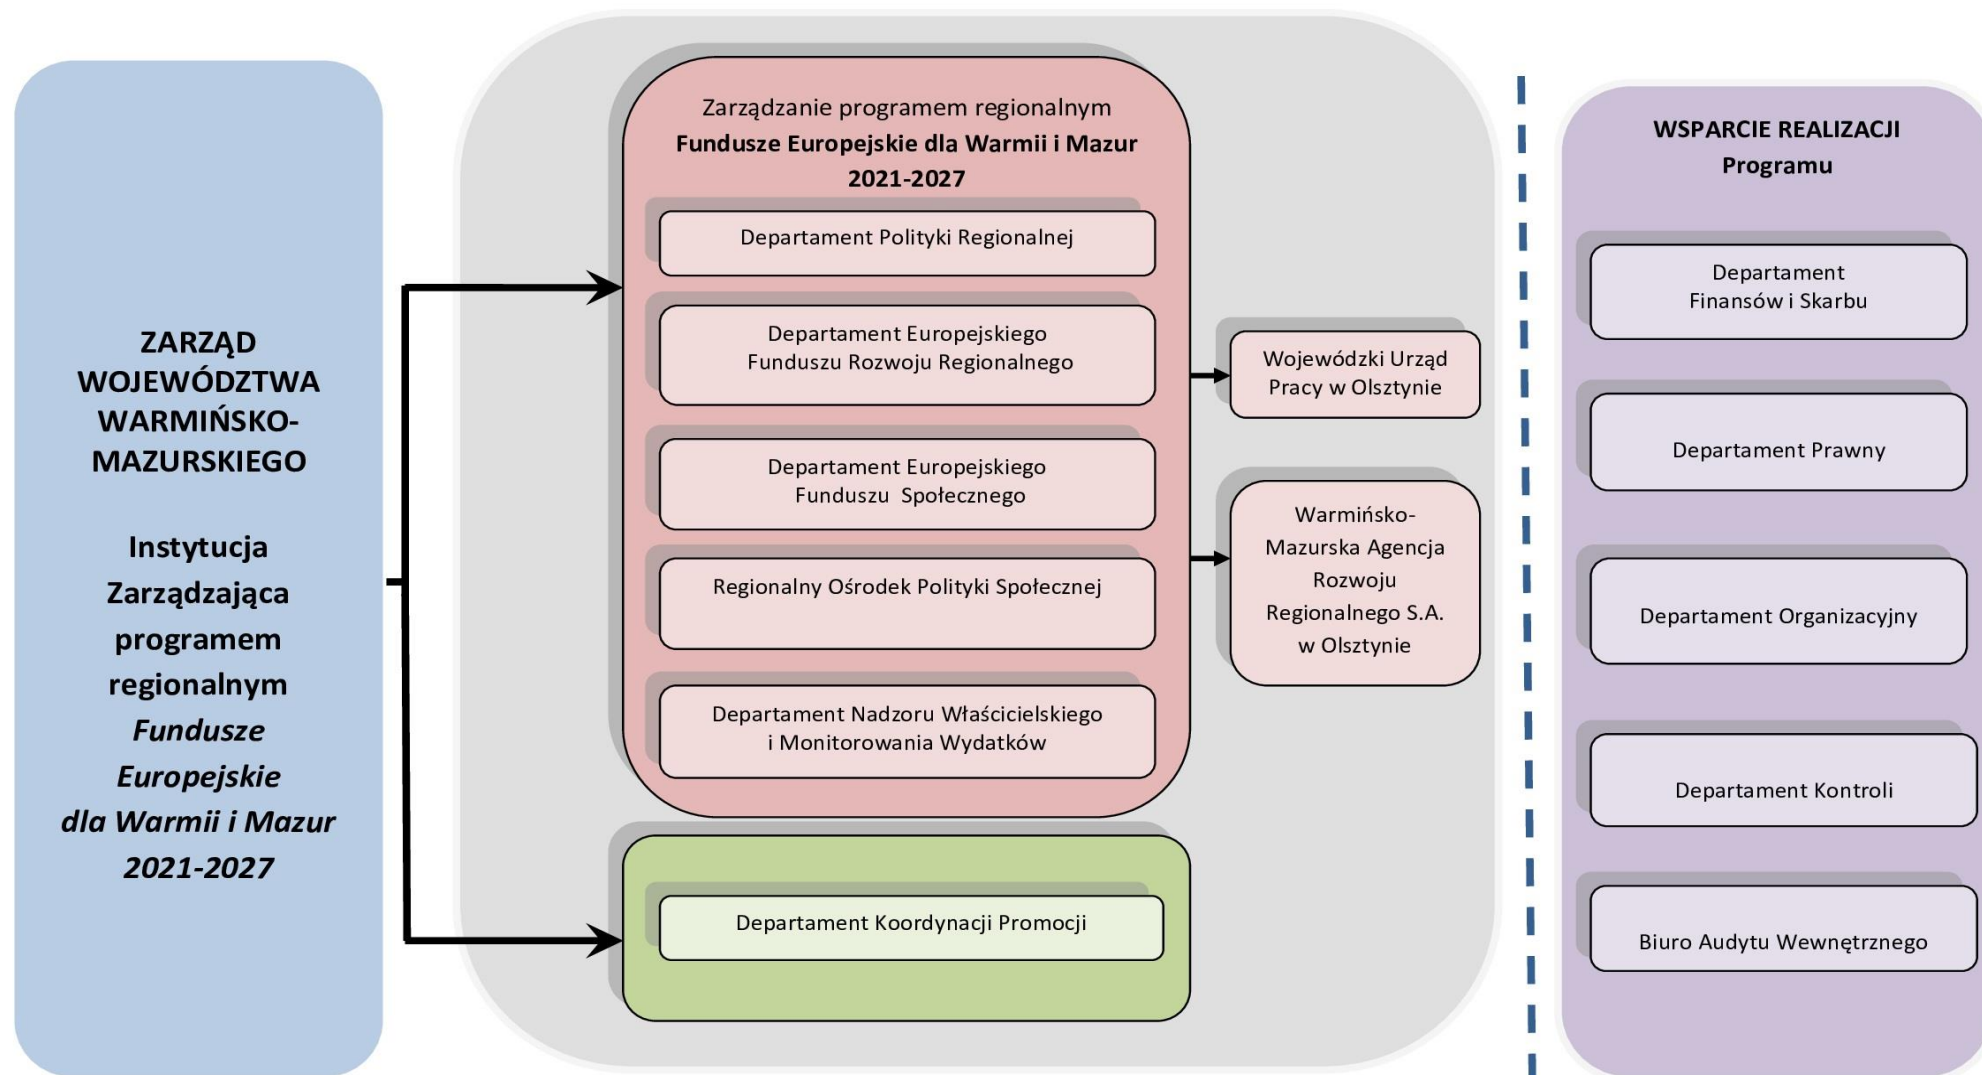 ZARZĄD
WOJEWÓDZTWA
WARMIŃSKO-
MAZURSKIEGO
Instytucja
Zarządzająca
programem
regionalnym
Fundusze
Europejskie
dla Warmii i Mazur
2021-2027
Zarządzanie programem regionalnym
Fundusze Europejskie dla Warmii i Mazur
2021-2027
Departament Polityki Regionalnej
Departament Europejskiego
Funduszu Rozwoju Regionalnego
Departament Europejskiego
Funduszu Społecznego
Regionalny Ośrodek Polityki Społecznej
Departament Nadzoru Właścicielskiego
i Monitorowania Wydatków
Departament Koordynacji Promocji
Wojewódzki Urząd
Pracy w Olsztynie
Warmińsko-
Mazurska Agencja
Rozwoju
Regionalnego S.A.
w Olsztynie
WSPARCIE REALIZACJI
Programu
Departament
Finansów i Skarbu
Departament Prawny
Departament Organizacyjny
Departament Kontroli
Biuro Audytu Wewnętrznego